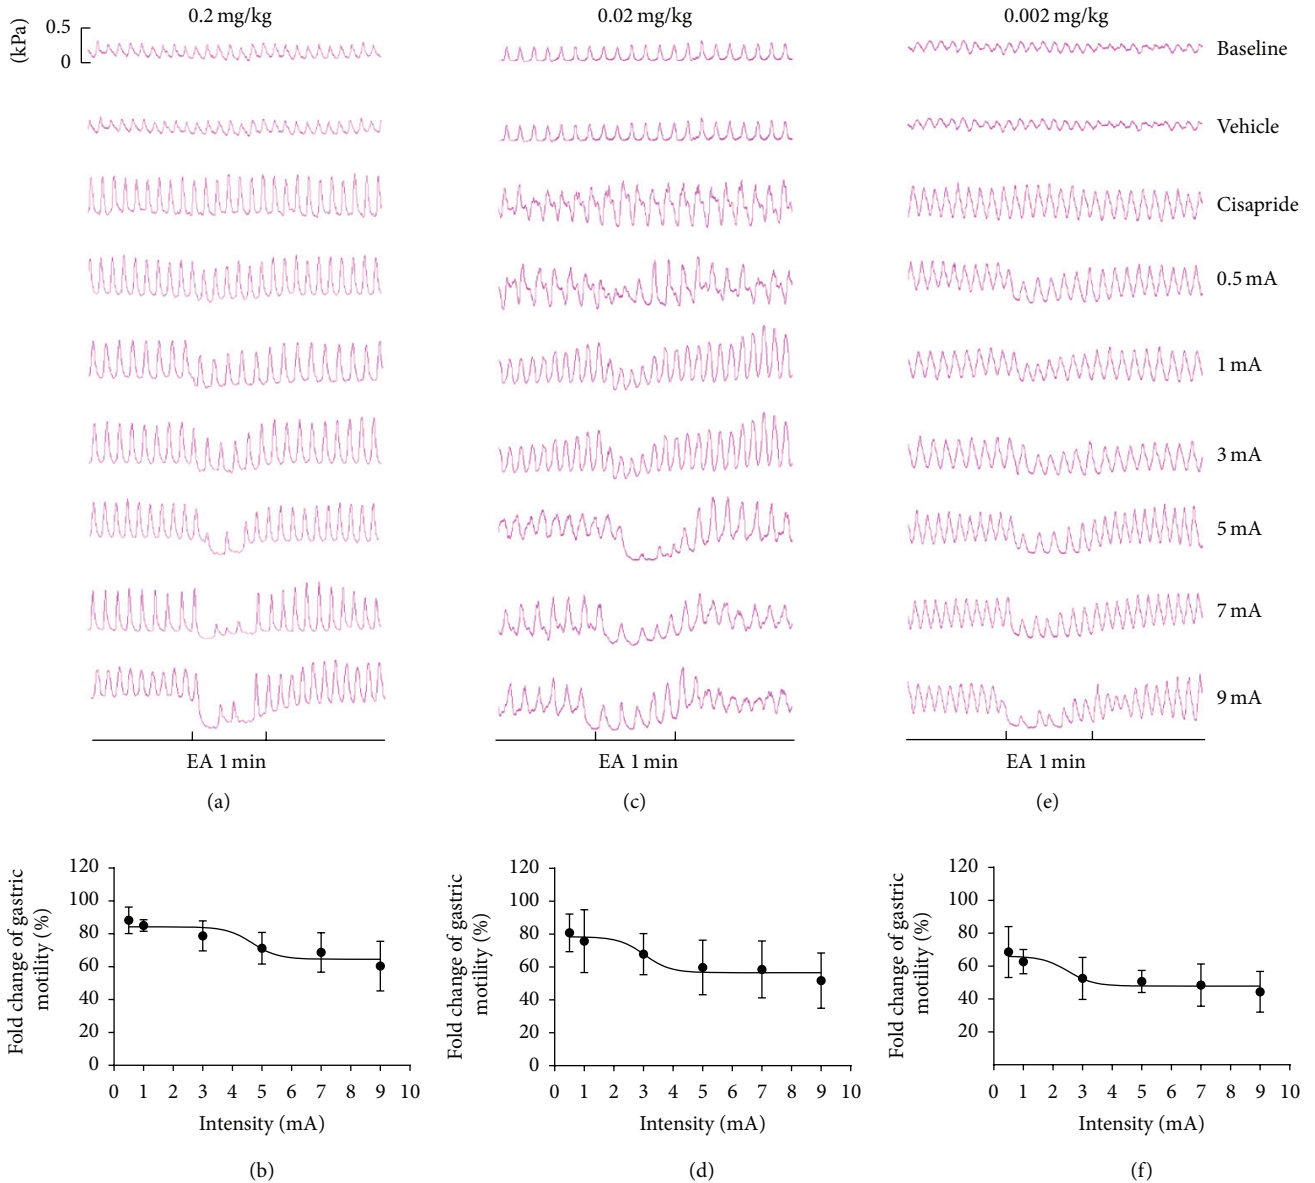 0.2 mg/kg
0.02 mg/kg
0.002 mg/kg
(kPa)
0.5
0
Baseline
Vehicle
Cisapride
0.5 mA
1 mA
3 mA
5 mA
7 mA
9 mA
EA 1 min
EA 1 min
EA 1 min
(a)
(c)
(e)
Fold change of gastric
motility (%)
120
100
80
60
40
20
0
0 1 2 3 4 5 6 7 8 9 10
Intensity (mA)
(b)
Fold change of gastric
motility (%)
120
100
80
60
40
20
0
0 1 2 3 4 5 6 7 8 9 10
Intensity (mA)
(d)
Fold change of gastric
motility (%)
120
100
80
60
40
20
0 1 2 3 4 5 6 7 8 9 10
Intensity (mA)
(f)